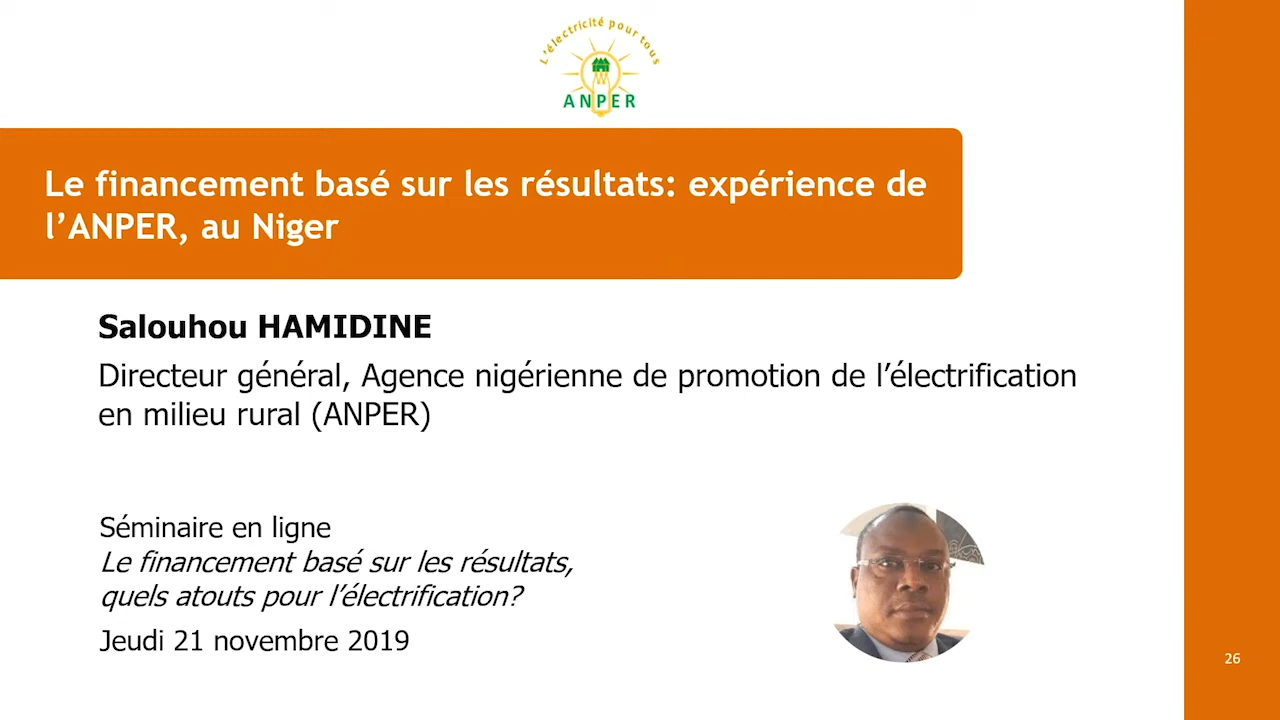 L'électricité pour tous
ANPER
Le financement basé sur les résultats: expérience de
l’ANPER, au Niger
Salouhou HAMIDINE
Directeur général, Agence nigérienne de promotion de l’électrification
en milieu rural (ANPER)
Séminaire en ligne
Le financement basé sur les résultats,
quels atouts pour l’électrification?
Jeudi 21 novembre 2019
26